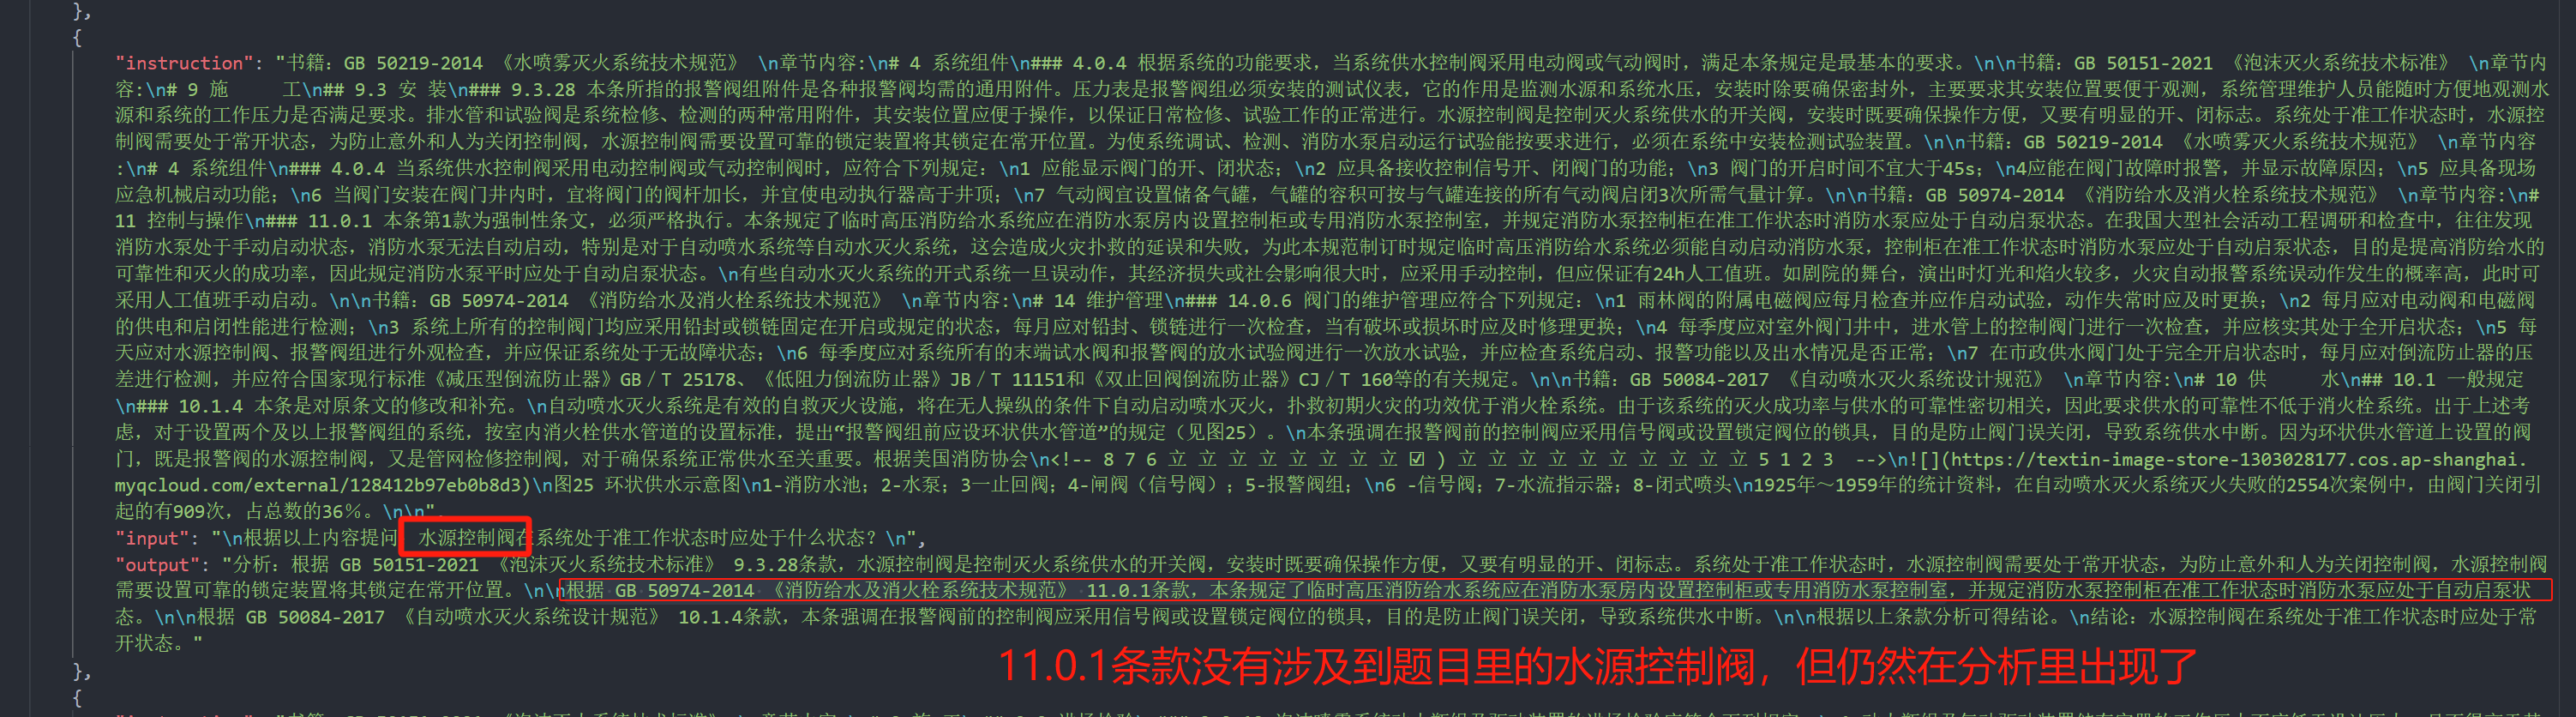 },
{
"instruction": "书籍：GB 50219-2014 《水喷雾灭火系统技术规范》 \n章节内容:\n# 4 系统组件\n### 4.0.4 根据系统的功能要求，当系统供水控制阀采用电动阀或气动阀时，满足本条规定是最基本的要求。\n\n书籍：GB 50151-2021 《泡沫灭火系统技术标准》 \n章节内
容:\n# 9 施　　工\n## 9.3 安 装\n### 9.3.28 本条所指的报警阀组附件是各种报警阀均需的通用附件。压力表是报警阀组必须安装的测试仪表，它的作用是监测水源和系统水压，安装时除要确保密封外，主要要求其安装位置要便于观测，系统管理维护人员能随时方便地观测水
源和系统的工作压力是否满足要求。排水管和试验阀是系统检修、检测的两种常用附件，其安装位置应便于操作，以保证日常检修、试验工作的正常进行。水源控制阀是控制灭火系统供水的开关阀，安装时既要确保操作方便，又要有明显的开、闭标志。系统处于准工作状态时，水源控
制阀需要处于常开状态，为防止意外和人为关闭控制阀，水源控制阀需要设置可靠的锁定装置将其锁定在常开位置。为使系统调试、检测、消防水泵启动运行试验能按要求进行，必须在系统中安装检测试验装置。\n\n书籍：GB 50219-2014 《水喷雾灭火系统技术规范》 \n章节内容
:\n# 4 系统组件\n### 4.0.4 当系统供水控制阀采用电动控制阀或气动控制阀时，应符合下列规定：\n1 应能显示阀门的开、闭状态；\n2 应具备接收控制信号开、闭阀门的功能；\n3 阀门的开启时间不宜大于45s；\n4应能在阀门故障时报警，并显示故障原因；\n5 应具备现场
应急机械启动功能；\n6 当阀门安装在阀门井内时，宜将阀门的阀杆加长，并宜使电动执行器高于井顶；\n7 气动阀宜设置储备气罐，气罐的容积可按与气罐连接的所有气动阀启闭3次所需气量计算。\n\n书籍：GB 50974-2014 《消防给水及消火栓系统技术规范》 \n章节内容:\n#
11 控制与操作\n### 11.0.1 本条第1款为强制性条文，必须严格执行。本条规定了临时高压消防给水系统应在消防水泵房内设置控制柜或专用消防水泵控制室，并规定消防水泵控制柜在准工作状态时消防水泵应处于自动启泵状态。在我国大型社会活动工程调研和检查中，往往发现
消防水泵处于手动启动状态，消防水泵无法自动启动，特别是对于自动喷水系统等自动水灭火系统，这会造成火灾扑救的延误和失败，为此本规范制订时规定临时高压消防给水系统必须能自动启动消防水泵，控制柜在准工作状态时消防水泵应处于自动启泵状态，目的是提高消防给水的
可靠性和灭火的成功率，因此规定消防水泵平时应处于自动启泵状态。\n有些自动水灭火系统的开式系统一旦误动作，其经济损失或社会影响很大时，应采用手动控制，但应保证有24h人工值班。如剧院的舞台，演出时灯光和焰火较多，火灾自动报警系统误动作发生的概率高，此时可
采用人工值班手动启动。\n\n书籍：GB 50974-2014 《消防给水及消火栓系统技术规范》 \n章节内容:\n# 14 维护管理\n### 14.0.6 阀门的维护管理应符合下列规定：\n1 雨林阀的附属电磁阀应每月检查并应作启动试验，动作失常时应及时更换；\n2 每月应对电动阀和电磁阀
的供电和启闭性能进行检测；\n3 系统上所有的控制阀门均应采用铅封或锁链固定在开启或规定的状态，每月应对铅封、锁链进行一次检查，当有破坏或损坏时应及时修理更换；\n4 每季度应对室外阀门井中，进水管上的控制阀门进行一次检查，并应核实其处于全开启状态；\n5 每
天应对水源控制阀、报警阀组进行外观检查，并应保证系统处于无故障状态；\n6 每季度应对系统所有的末端试水阀和报警阀的放水试验阀进行一次放水试验，并应检查系统启动、报警功能以及出水情况是否正常；\n7 在市政供水阀门处于完全开启状态时，每月应对倒流防止器的压
差进行检测，并应符合国家现行标准《减压型倒流防止器》GB／T 25178、《低阻力倒流防止器》JB／T 11151和《双止回阀倒流防止器》CJ／T 160等的有关规定。\n\n书籍：GB 50084-2017 《自动喷水灭火系统设计规范》 \n章节内容:\n# 10 供　　水\n## 10.1 一般规定
\n### 10.1.4 本条是对原条文的修改和补充。\n自动喷水灭火系统是有效的自救灭火设施，将在无人操纵的条件下自动启动喷水灭火，扑救初期火灾的功效优于消火栓系统。由于该系统的灭火成功率与供水的可靠性密切相关，因此要求供水的可靠性不低于消火栓系统。出于上述考
虑，对于设置两个及以上报警阀组的系统，按室内消火栓供水管道的设置标准，提出“报警阀组前应设环状供水管道”的规定（见图25）。\n本条强调在报警阀前的控制阀应采用信号阀或设置锁定阀位的锁具，目的是防止阀门误关闭，导致系统供水中断。因为环状供水管道上设置的阀
门，既是报警阀的水源控制阀，又是管网检修控制阀，对于确保系统正常供水至关重要。根据美国消防协会\n<!-- 8 7 6 立 立 立 立 立 立 立 立 ☑ ) 立 立 立 立 立 立 立 立 立 立 5 1 2 3  -->\n![](https://textin-image-store-1303028177.cos.ap-shanghai.
myqcloud.com/external/128412b97eb0b8d3)\n图25 环状供水示意图\n1-消防水池；2-水泵；3一止回阀；4-闸阀（信号阀）；5-报警阀组；\n6 -信号阀；7-水流指示器；8-闭式喷头\n1925年～1959年的统计资料，在自动喷水灭火系统灭火失败的2554次案例中，由阀门关闭引
起的有909次，占总数的36％。\n\n",
"input": "\n根据以上内容提问：水源控制阀在系统处于准工作状态时应处于什么状态？\n",
"output": "分析：根据 GB 50151-2021 《泡沫灭火系统技术标准》 9.3.28条款，水源控制阀是控制灭火系统供水的开关阀，安装时既要确保操作方便，又要有明显的开、闭标志。系统处于准工作状态时，水源控制阀需要处于常开状态，为防止意外和人为关闭控制阀，水源控制阀
需要设置可靠的锁定装置将其锁定在常开位置。\n\n根据 GB 50974-2014 《消防给水及消火栓系统技术规范》 11.0.1条款，本条规定了临时高压消防给水系统应在消防水泵房内设置控制柜或专用消防水泵控制室，并规定消防水泵控制柜在准工作状态时消防水泵应处于自动启泵状
态。\n\n根据 GB 50084-2017 《自动喷水灭火系统设计规范》 10.1.4条款，本条强调在报警阀前的控制阀应采用信号阀或设置锁定阀位的锁具，目的是防止阀门误关闭，导致系统供水中断。\n\n根据以上条款分析可得结论。\n结论：水源控制阀在系统处于准工作状态时应处于常
开状态。"
11.0.1条款没有涉及到题目里的水源控制阀，但仍然在分析里出现了
},
{